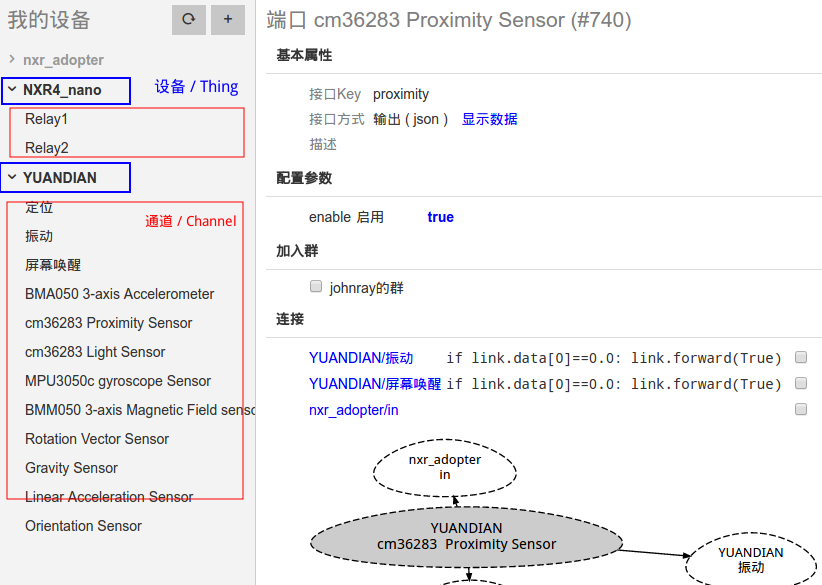 我的设备
+
nxr_adopter
NXR4_nano
设备 / Thing
Relay1
Relay2
YUANDIAN
定位
通道 / Channel
振动
屏幕唤醒
BMA050 3-axis Accelerometer
cm36283 Proximity Sensor
cm36283 Light Sensor
MPU3050c gyroscope Sensor
BMM050 3-axis Magnetic Field senso
Rotation Vector Sensor
Gravity Sensor
Linear Acceleration Sensor
Orientation Sensor
端口 cm36283 Proximity Sensor (#740)
基本属性
接口Key proximity
接口方式 输出 ( json ) 显示数据
描述
配置参数
enable 启用 true
加入群
johnray的群
连接
YUANDIAN/振动 if link.data[0]==0.0: link.forward(True)
YUANDIAN/屏幕唤醒 if link.data[0]==0.0: link.forward(True)
nxr_adopter/in
nxr_adopter
in
YUANDIAN
cm36283 Proximity Sensor
YUANDIAN
振动